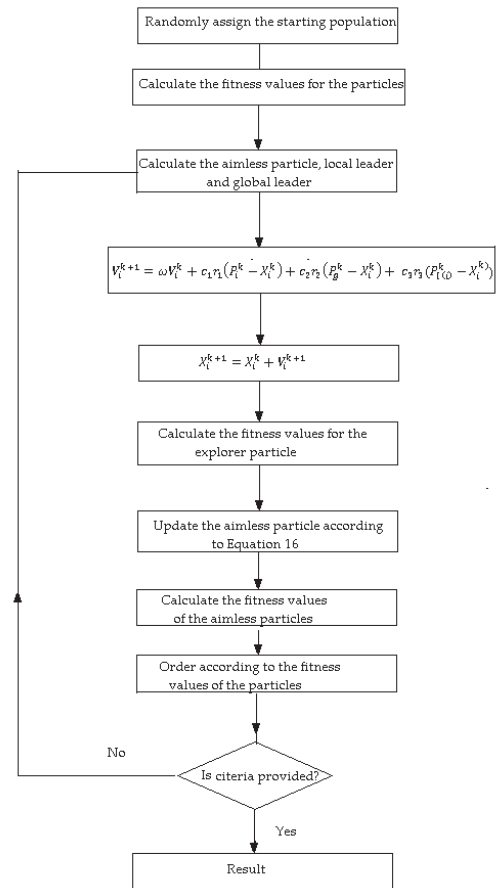 Randomly assign the starting population
Calculate the fitness values for the particles
Calculate the aimless particle, local leader
and global leader
V_i^{k+1} = ωV_i^k + c_1r_1(P_i^k − X_i^k) + c_2r_2(P_g^k − X_i^k) + c_3r_3(P_{l(i)}^k − X_i^{k)})
X_i^{k+1} = X_i^k + V_i^{k+1}
Calculate the fitness values for the
explorer particle
Update the aimless particle according
to Equation 16
Calculate the fitness values
of the aimless particles
Order according to the fitness
values of the particles
No
Is citeria provided?
Yes
Result